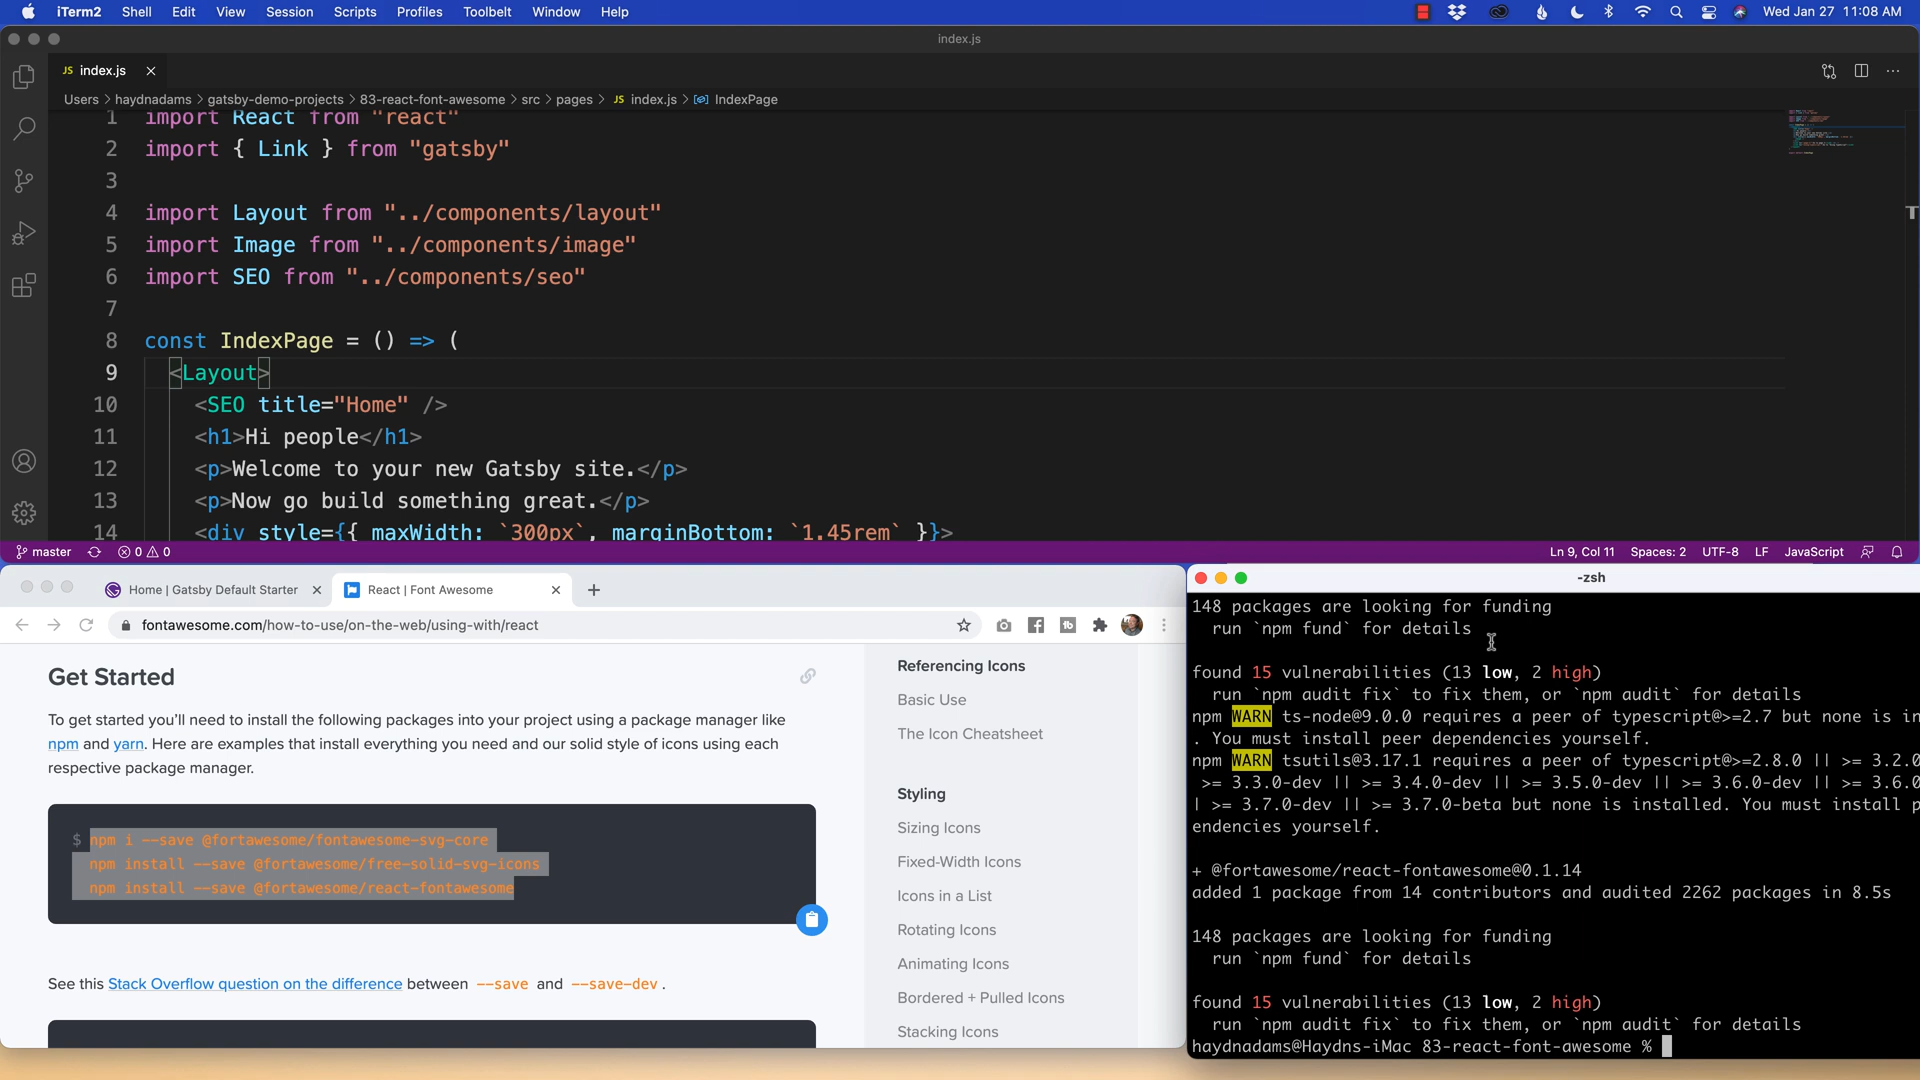 iTerm2 Shell Edit View Session Scripts Profiles Toolbelt Window Help Wed Jan 27 11:08 AM
index.js
JS index.js
Users > haydnadams > gatsby-demo-projects > 83-react-font-awesome > src > pages > JS index.js > IndexPage
1 import React from "react"
2 import { Link } from "gatsby"
3
4 import Layout from "../components/layout"
5 import Image from "../components/image"
6 import SEO from "../components/seo"
7
8 const IndexPage = () => (
9 <Layout>
10 <SEO title="Home" />
11 <h1>Hi people</h1>
12 <p>Welcome to your new Gatsby site.</p>
13 <p>Now go build something great.</p>
14 <div style={{ maxWidth: `300px`, marginBottom: `1.45rem` }}>
master 0 0 Ln 9, Col 11 Spaces: 2 UTF-8 LF JavaScript
Home | Gatsby Default Starter React | Font Awesome
fontawesome.com/how-to-use/on-the-web/using-with/react
Get Started
To get started you'll need to install the following packages into your project using a package manager like
npm and yarn. Here are examples that install everything you need and our solid style of icons using each
respective package manager.
$ npm i --save @fortawesome/fontawesome-svg-core
npm install --save @fortawesome/free-solid-svg-icons
npm install --save @fortawesome/react-fontawesome
See this Stack Overflow question on the difference between --save and --save-dev.
Referencing Icons
Basic Use
The Icon Cheatsheet
Styling
Sizing Icons
Fixed-Width Icons
Icons in a List
Rotating Icons
Animating Icons
Bordered + Pulled Icons
Stacking Icons
-zsh
148 packages are looking for funding
run `npm fund` for details
found 15 vulnerabilities (13 low, 2 high)
run `npm audit fix` to fix them, or `npm audit` for details
npm WARN ts-node@9.0.0 requires a peer of typescript@>=2.7 but none is in
. You must install peer dependencies yourself.
npm WARN tsutils@3.17.1 requires a peer of typescript@>=2.8.0 || >= 3.2.0
>= 3.3.0-dev || >= 3.4.0-dev || >= 3.5.0-dev || >= 3.6.0-dev || >= 3.6.0
| >= 3.7.0-dev || >= 3.7.0-beta but none is installed. You must install p
endencies yourself.
+ @fortawesome/react-fontawesome@0.1.14
added 1 package from 14 contributors and audited 2262 packages in 8.5s
148 packages are looking for funding
run `npm fund` for details
found 15 vulnerabilities (13 low, 2 high)
run `npm audit fix` to fix them, or `npm audit` for details
haydnadams@Haydns-iMac 83-react-font-awesome %